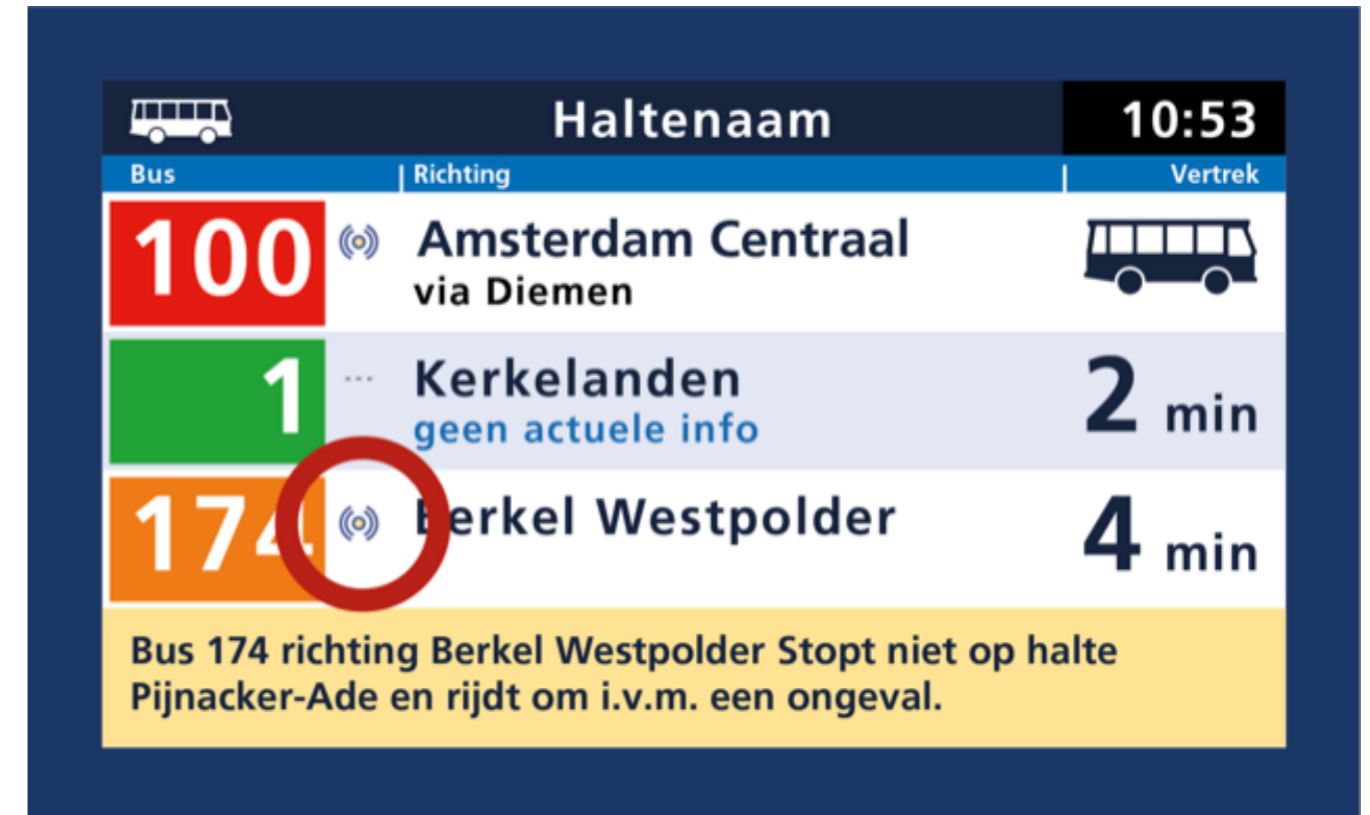 Haltenaam 10:53
Bus Richting Vertrek
100 Amsterdam Centraal
via Diemen
1 Kerkelanden 2 min
geen actuele info
174 Berkel Westpolder 4 min
Bus 174 richting Berkel Westpolder Stopt niet op halte
Pijnacker-Ade en rijdt om i.v.m. een ongeval.